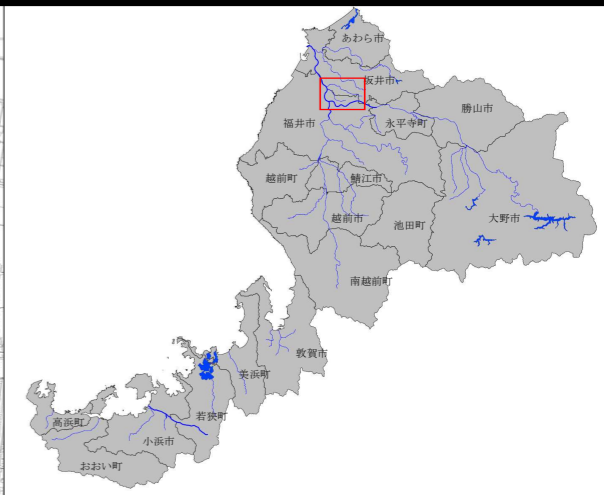 あわら市
坂井市
勝山市
福井市
永平寺町
越前町
鯖江市
越前市
池田町
大野市
南越前町
敦賀市
美浜町
若狭町
高浜町
小浜市
おおい町